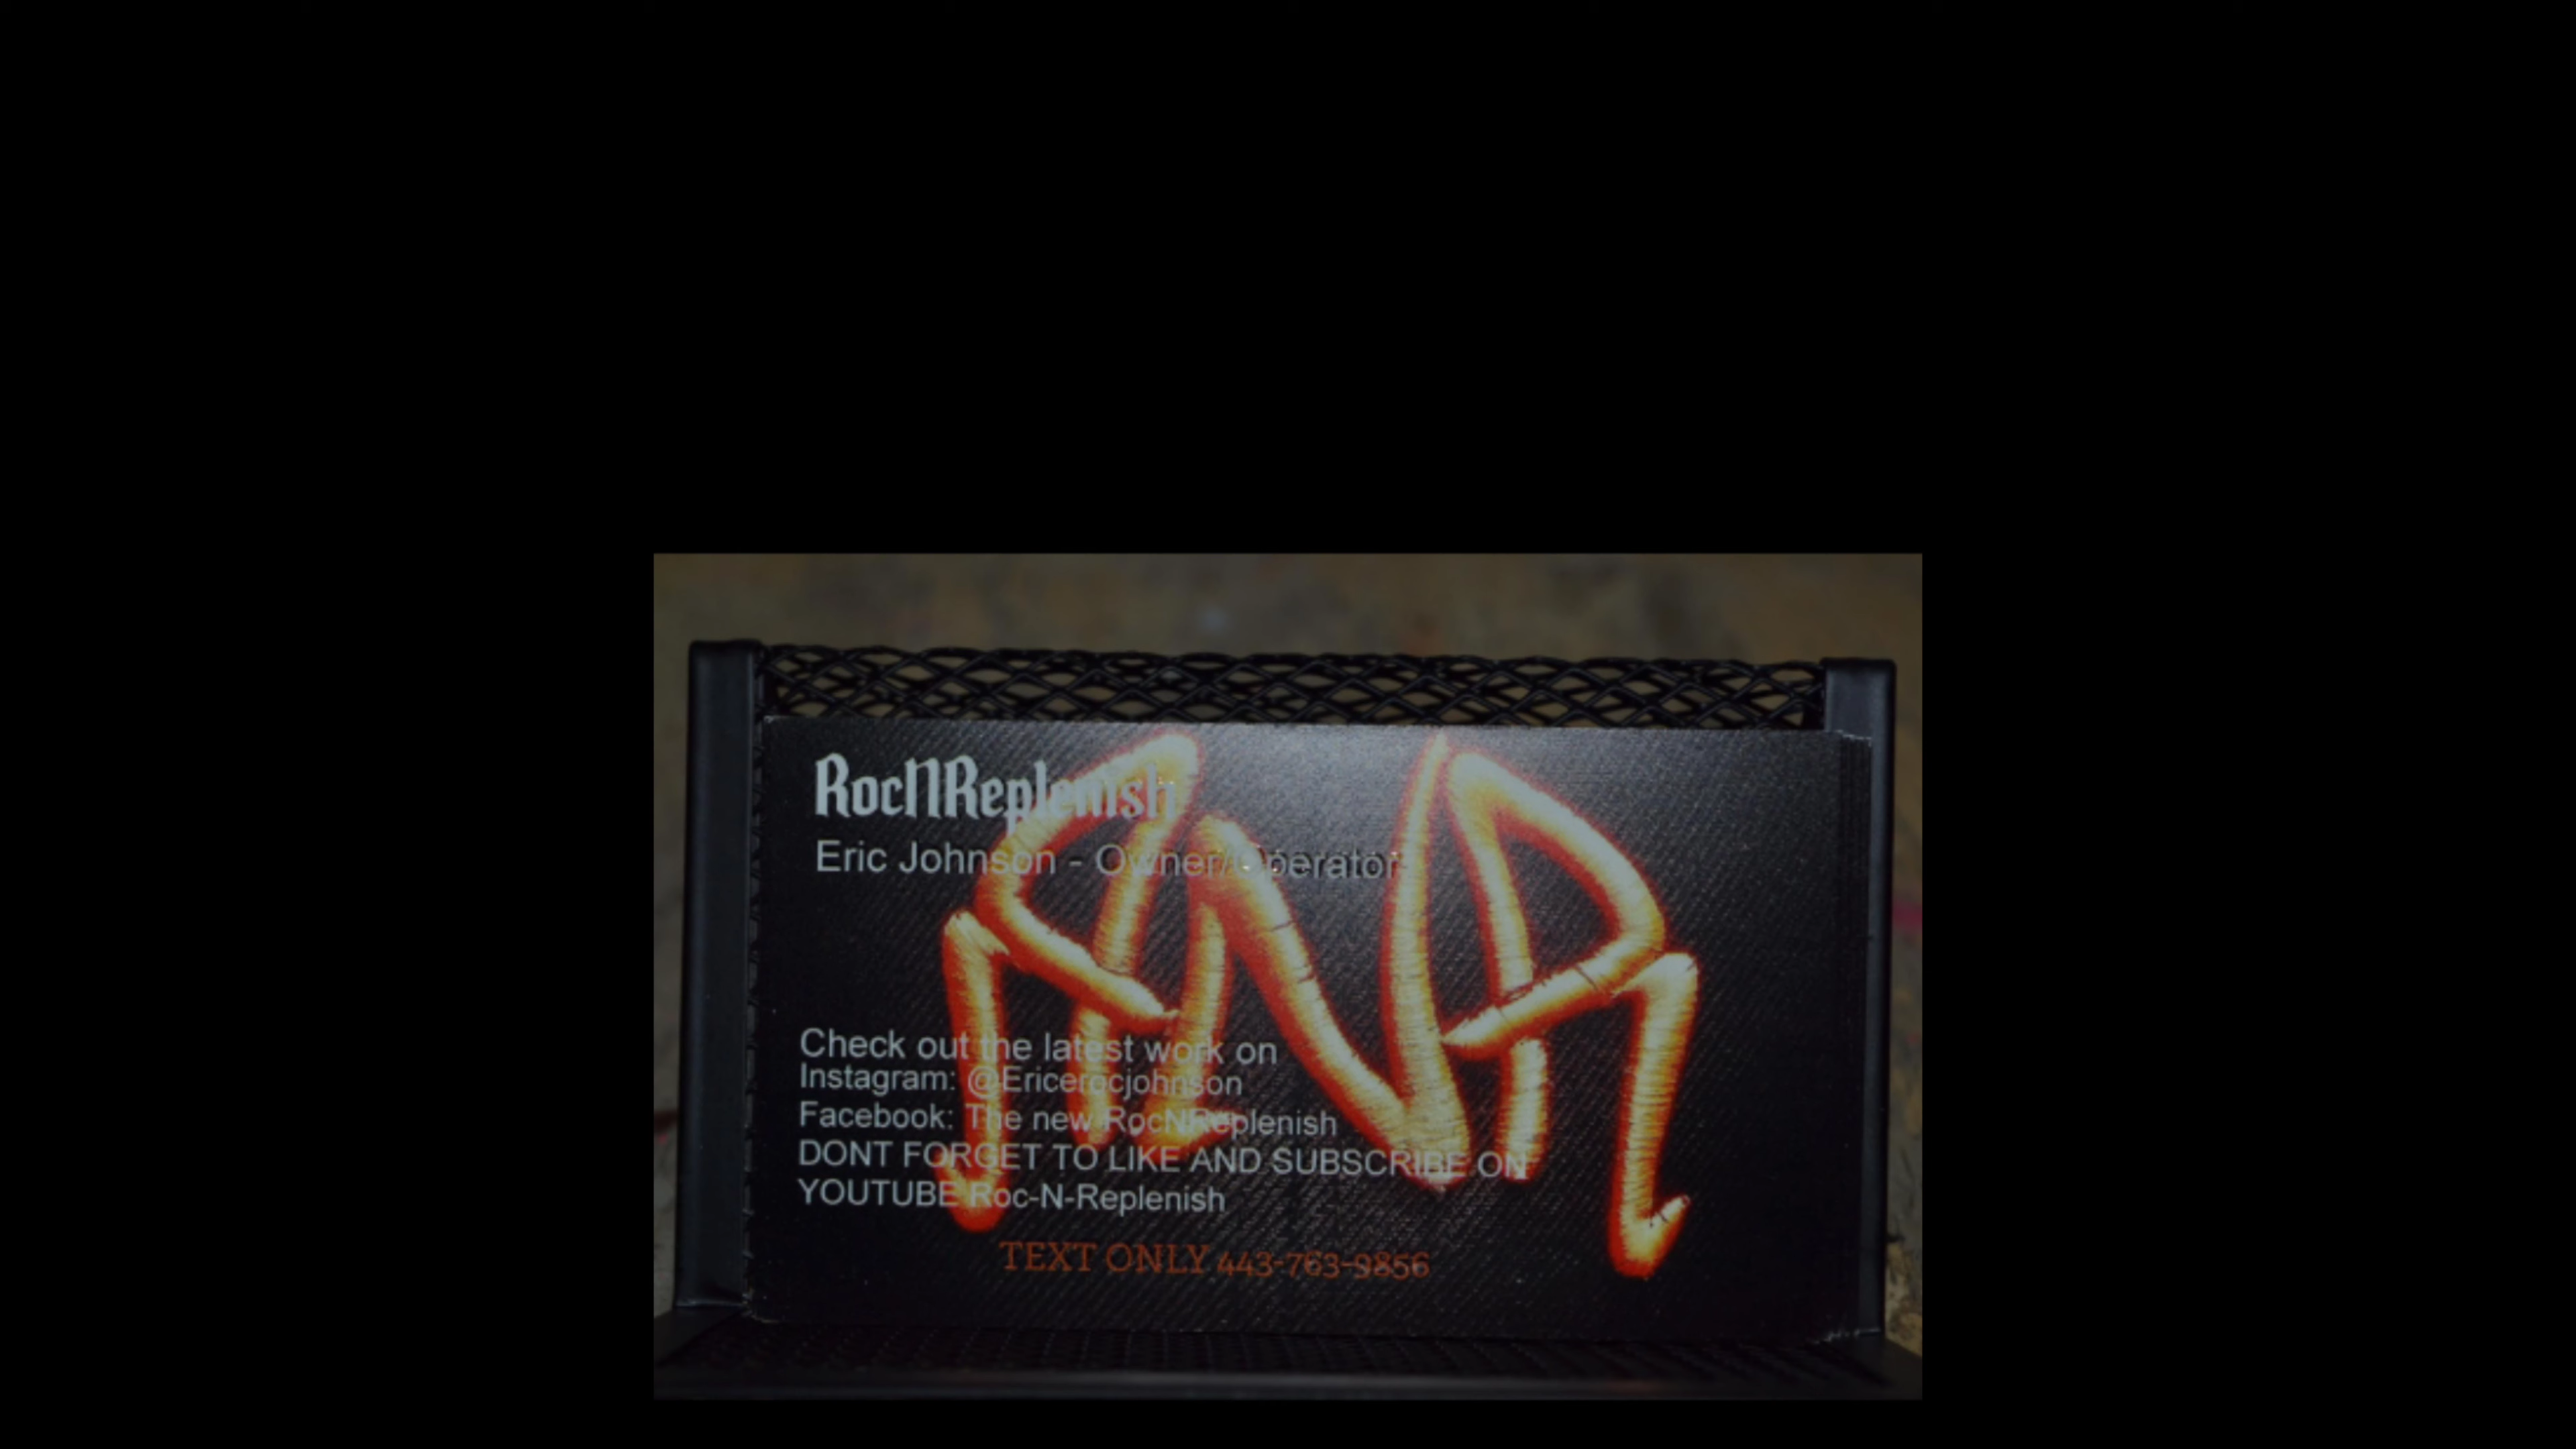 RocNReplenish
Eric Johnson - Owner/Operator
RNR
Check out the latest work on
Instagram: @Ericerocjohnson
Facebook: The new RocNReplenish
DONT FORGET TO LIKE AND SUBSCRIBE ON
YOUTUBE Roc-N-Replenish
TEXT ONLY 443-763-9856